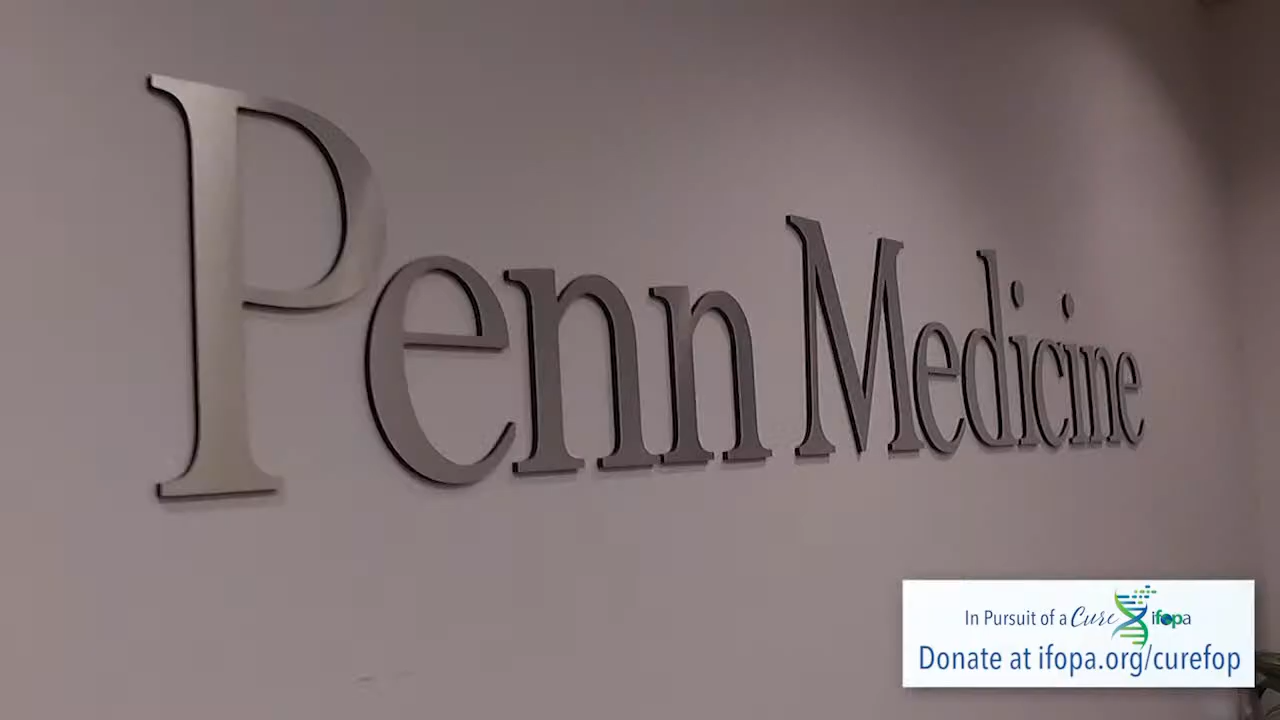 Penn Medicine
In Pursuit of a Cure ifopa
Donate at ifopa.org/curefop